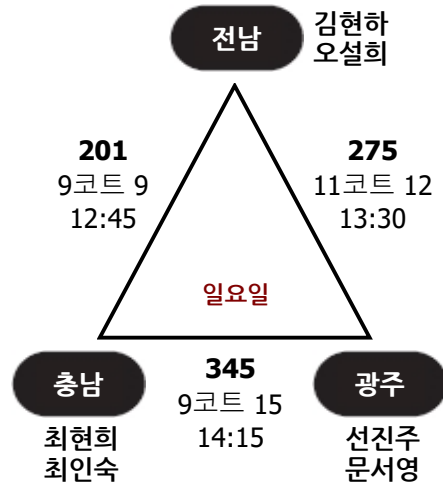 전남
김현하
오설희
201
9코트 9
12:45
275
11코트 12
13:30
일요일
충남
최현희
최인숙
345
9코트 15
14:15
광주
선진주
문서영